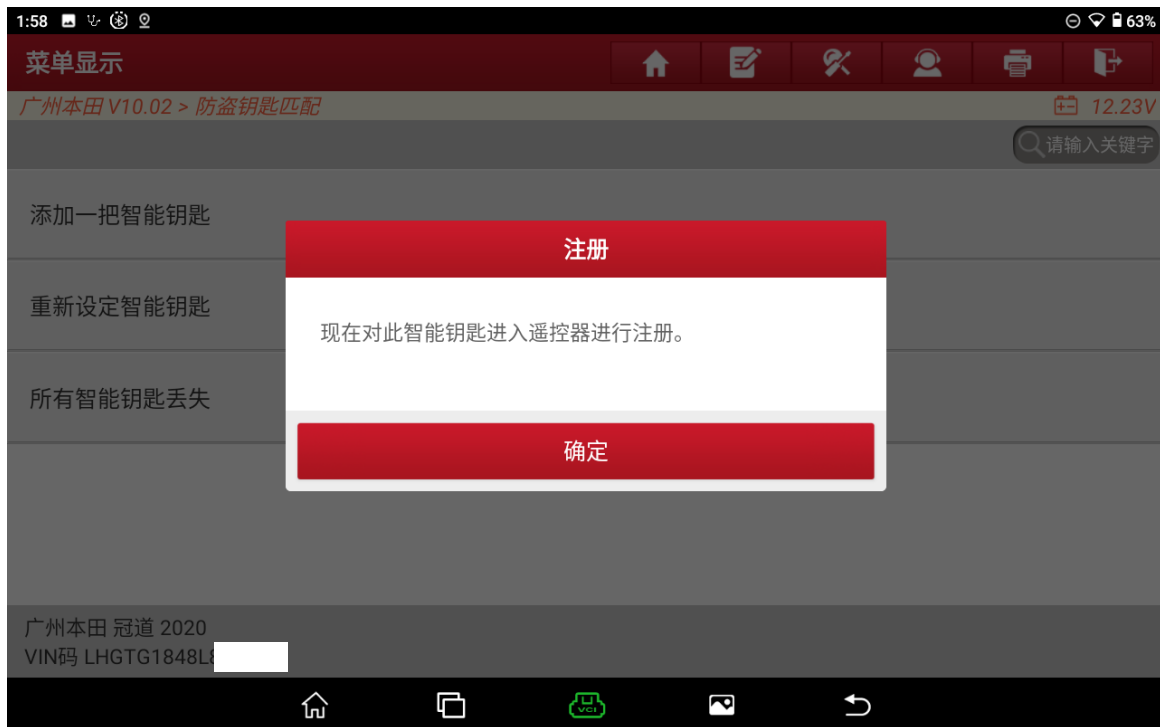 1:58
63%
菜单显示
广州本田 V10.02 > 防盗钥匙匹配
12.23V
请输入关键字
添加一把智能钥匙
重新设定智能钥匙
所有智能钥匙丢失
注册
现在对此智能钥匙进入遥控器进行注册。
确定
广州本田 冠道 2020
VIN码 LHGTG1848L
VCI